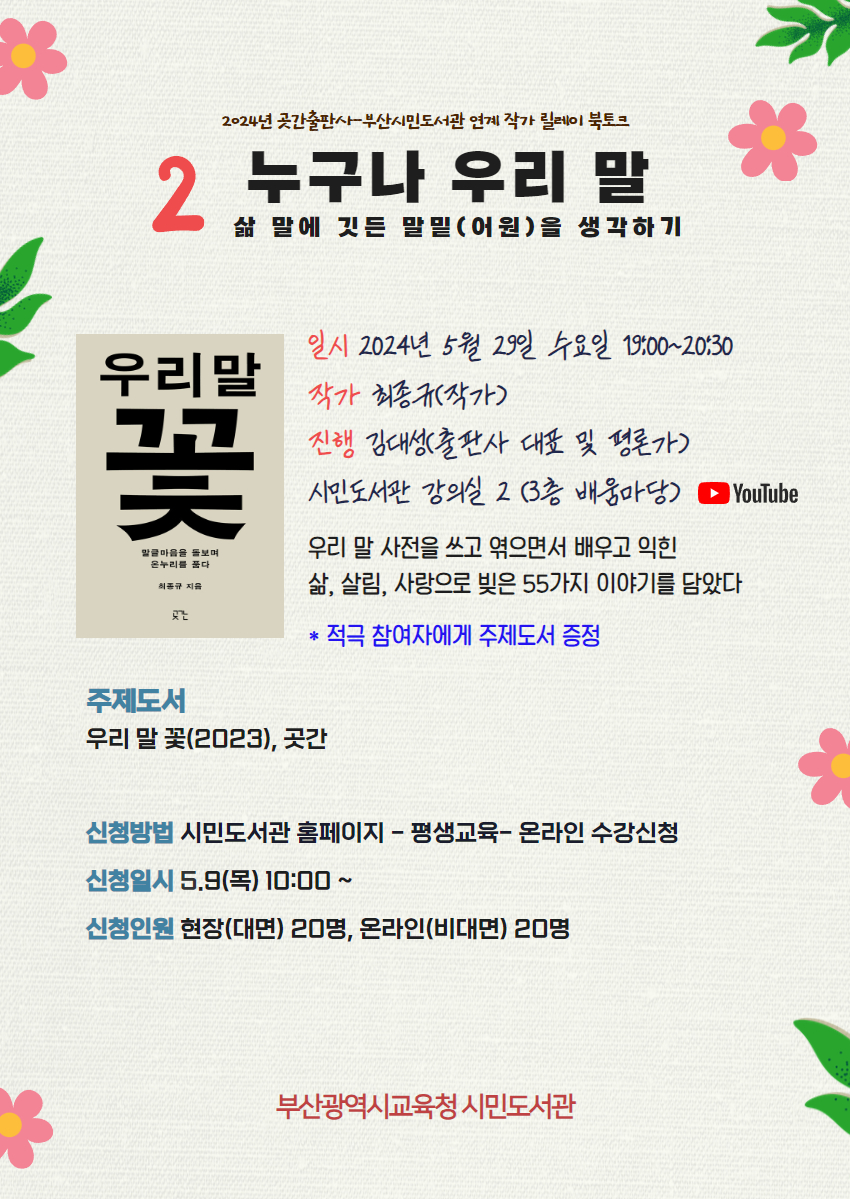 2024년 곳간출판사-부산시민도서관 연계 작가 릴레이 북토크
2 누구나 우리 말
삶 말에 깃든 말밑(어원)을 생각하기
우리말
꽃
말글마음을 돌보며
온누리를 품다
최종규 지음
곳간
일시 2024년 5월 29일 수요일 19:00~20:30
작가 최종규(작가)
진행 김대성(출판사 대표 및 평론가)
시민도서관 강의실 2 (3층 배움마당) YouTube
우리 말 사전을 쓰고 엮으면서 배우고 익힌
삶, 살림, 사랑으로 빚은 55가지 이야기를 담았다
* 적극 참여자에게 주제도서 증정
주제도서
우리 말 꽃(2023), 곳간
신청방법 시민도서관 홈페이지 - 평생교육- 온라인 수강신청
신청일시 5.9(목) 10:00 ~
신청인원 현장(대면) 20명, 온라인(비대면) 20명
부산광역시교육청 시민도서관